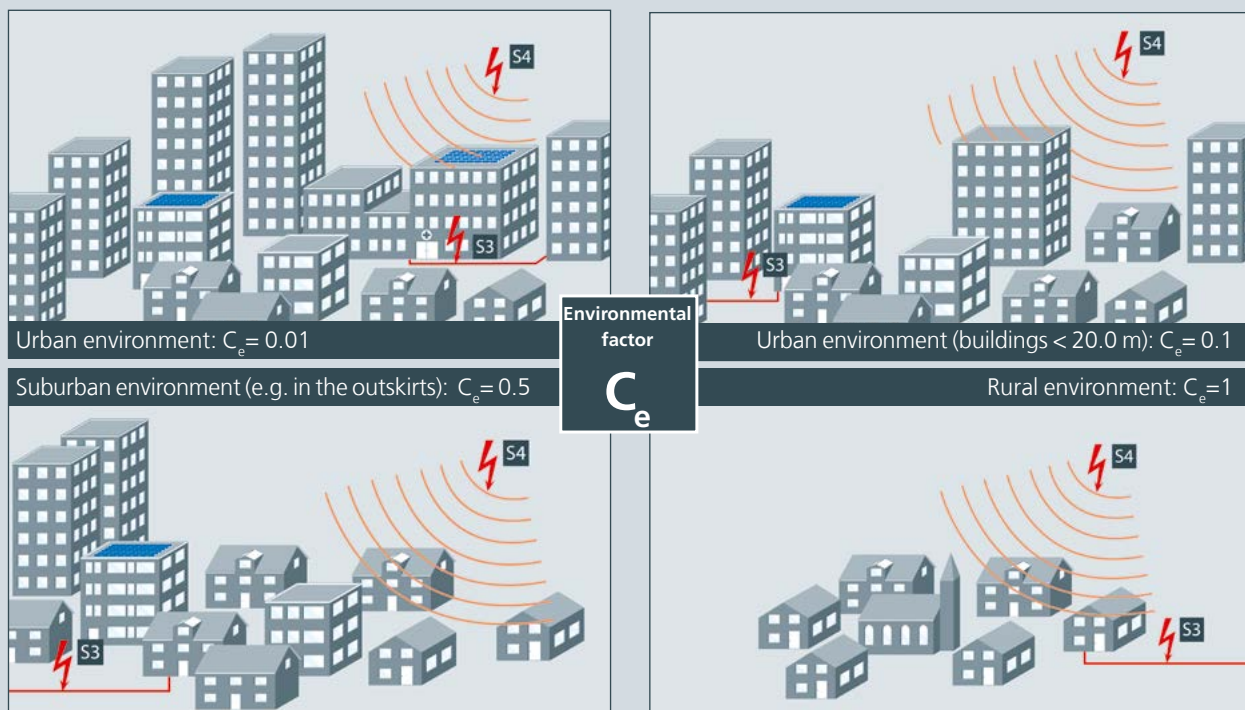 S4
S3
Urban environment: Ce= 0.01
S4
S3
Urban environment (buildings < 20.0 m): Ce= 0.1
Environmental
factor
Ce
Suburban environment (e.g. in the outskirts): Ce= 0.5
S4
S3
Rural environment: Ce=1
S4
S3